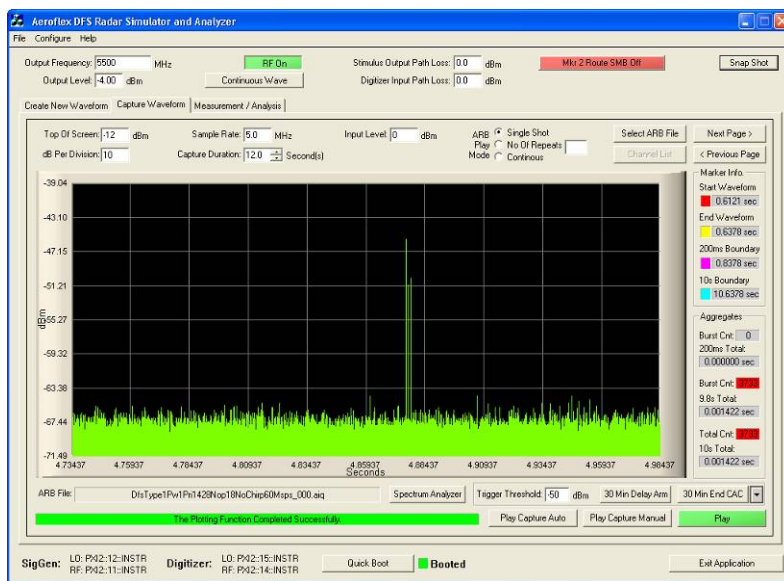 Aeroflex DFS Radar Simulator and Analyzer
File Configure Help
Output Frequency: 5500 MHz RF On Stimulus Output Path Loss: 0.0 dBm Mkr 2 Route SMB Off Snap Shot
Output Level: -4.00 dBm Continuous Wave Digitizer Input Path Loss: 0.0 dBm
Create New Waveform Capture Waveform Measurement / Analysis
Top Of Screen: -12 dBm Sample Rate: 5.0 MHz Input Level: 0 dBm ARB Play Mode Single Shot Select ARB File Next Page >
No Of Repeats
dB Per Division: 10 Capture Duration: 12.0 Second(s) Continous Channel List < Previous Page
-39.04
-43.10
-47.15
-51.21
-55.27
-59.32
-63.38
-67.44
-71.49
dBm
4.73437 4.75937 4.78437 4.80937 4.83437 4.85937 4.88437 4.90937 4.93437 4.95937 4.98437
Seconds
Marker Info.
Start Waveform
0.6121 sec
End Waveform
0.6378 sec
200ms Boundary
0.8378 sec
10s Boundary
10.6378 sec
Aggregates
Burst Cnt: 0
200ms Total:
0.000000 sec
Burst Cnt: 3733
9.8s Total:
0.001422 sec
Total Cnt: 3733
10s Total:
0.001422 sec
ARB File: DfsType1Pw1Pri1428Nop18NoChirp60Msps_000.aiq Spectrum Analyzer Trigger Threshold: -50 dBm 30 Min Delay Arm 30 Min End CAC
The Plotting Function Completed Successfully. Play Capture Auto Play Capture Manual Play
SigGen: LO: PXI2::12::INSTR Digitizer: LO: PXI2::15::INSTR Quick Boot Booted Exit Application
RF: PXI2::11::INSTR RF: PXI2::14::INSTR